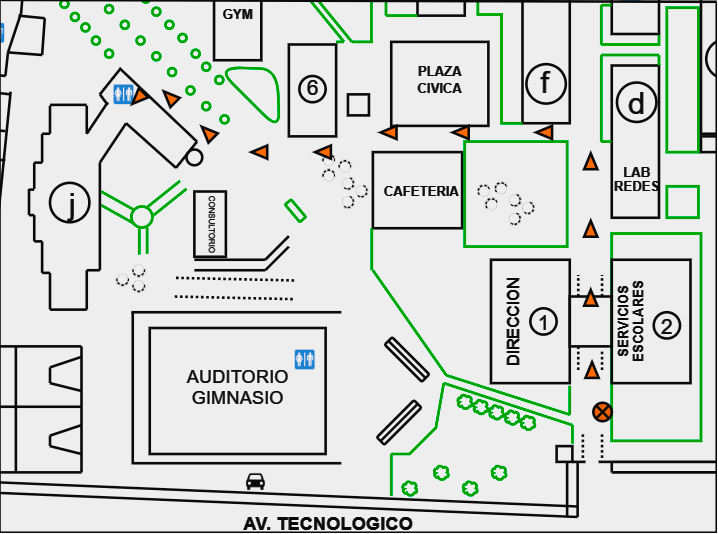 GYM
6
PLAZA
CIVICA
f
d
LAB
REDES
j
CONSULTORIO
CAFETERIA
DIRECCION
1
SERVICIOS
ESCOLARES
2
AUDITORIO
GIMNASIO
AV. TECNOLOGICO